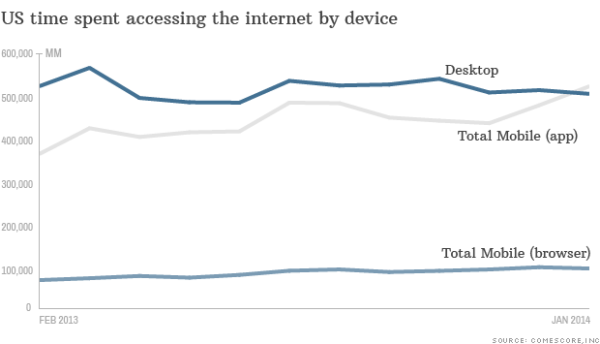 US time spent accessing the internet by device
600,000 MM
Desktop
500,000
Total Mobile (app)
400,000
300,000
200,000
Total Mobile (browser)
100,000
0
FEB 2013 JAN 2014
SOURCE: COMESCORE,INC